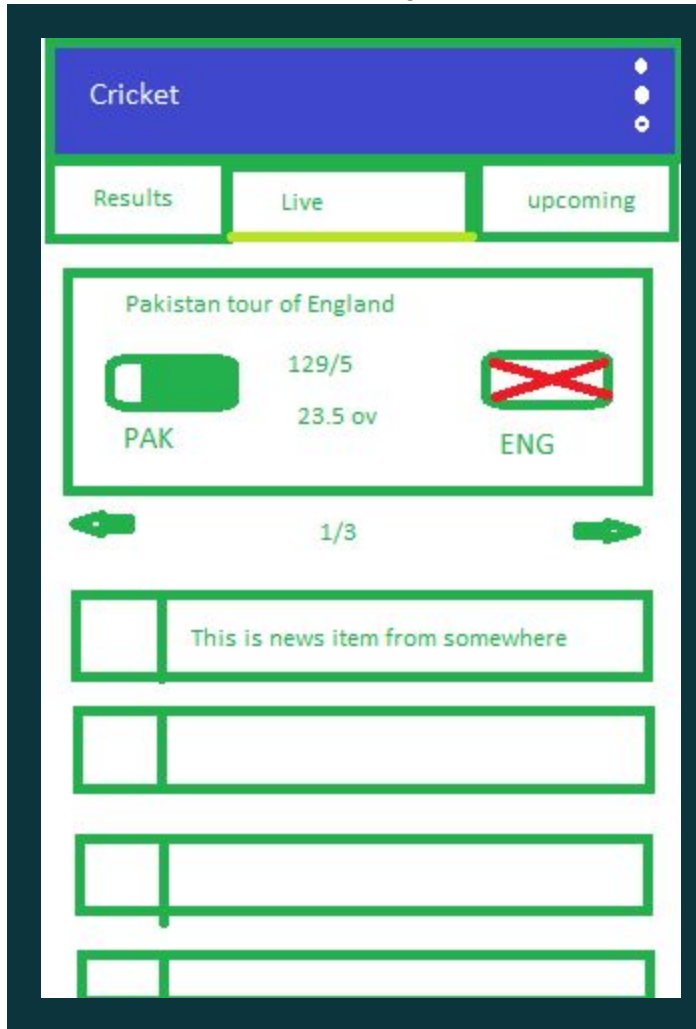 Cricket
Results
Live
upcoming
Pakistan tour of England
129/5
23.5 ov
PAK
ENG
1/3
This is news item from somewhere